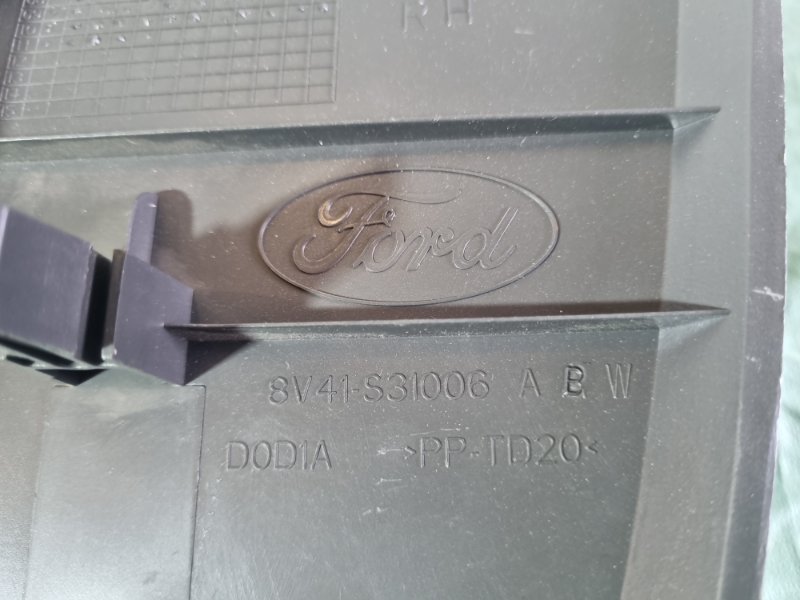 RH
Ford
8V41-S31006 A B W
D0D1A >PP-TD20<